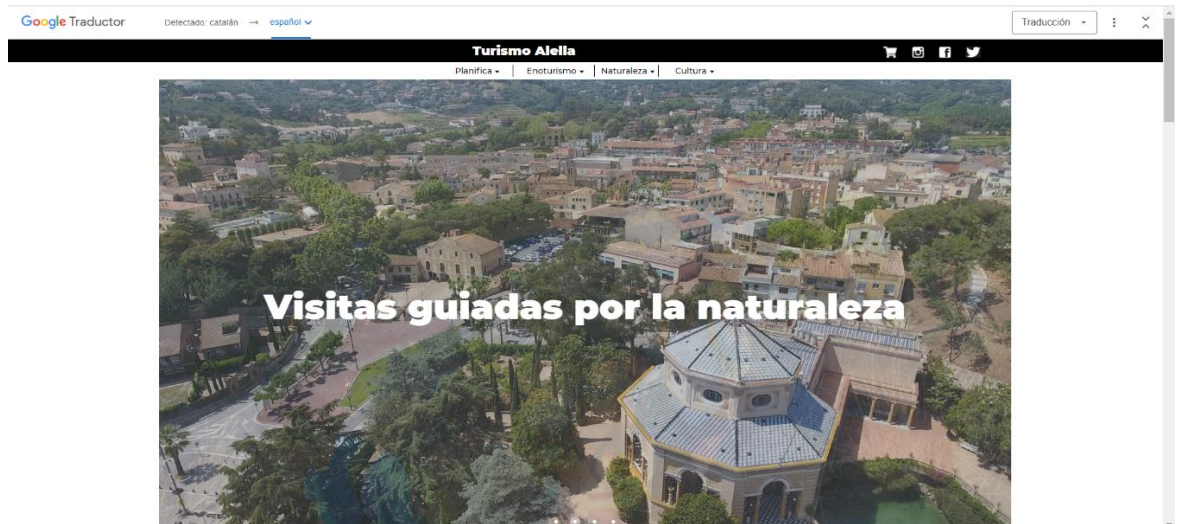 Google Traductor Detectado: catalán → español Traducción
Turismo Alella
Planifica Enoturismo Naturaleza Cultura
Visitas guiadas por la naturaleza